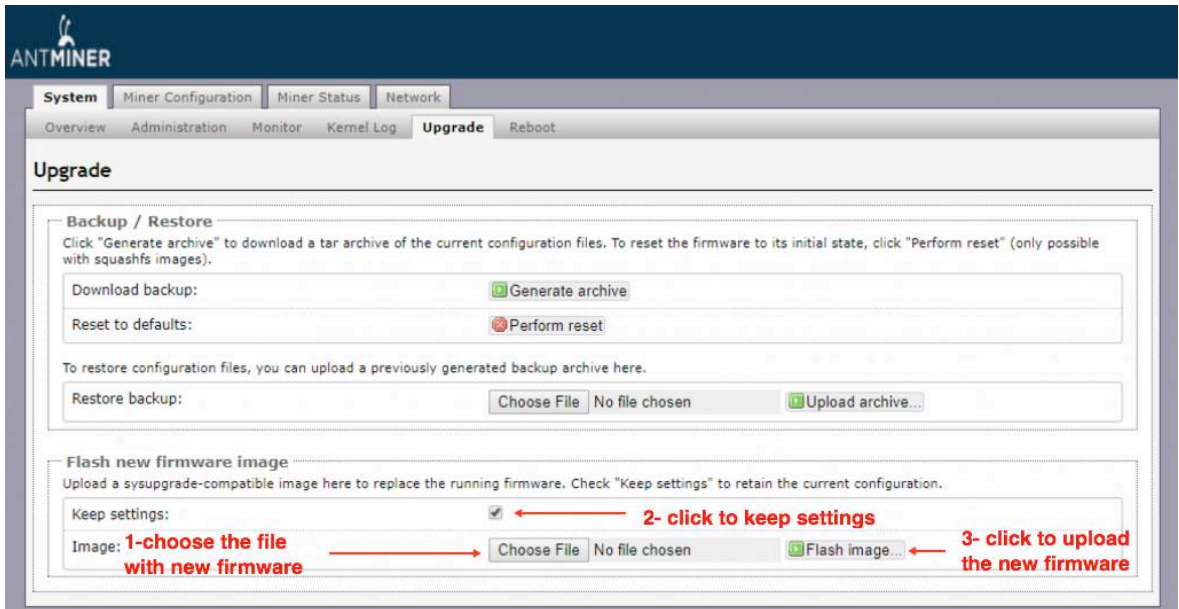 ANTMINER
System Miner Configuration Miner Status Network
Overview Administration Monitor Kernel Log Upgrade Reboot
Upgrade
Backup / Restore
Click "Generate archive" to download a tar archive of the current configuration files. To reset the firmware to its initial state, click "Perform reset" (only possible
with squashfs images).
Download backup: Generate archive
Reset to defaults: Perform reset
To restore configuration files, you can upload a previously generated backup archive here.
Restore backup: Choose File No file chosen Upload archive...
Flash new firmware image
Upload a sysupgrade-compatible image here to replace the running firmware. Check "Keep settings" to retain the current configuration.
Keep settings: 2- click to keep settings
Image: 1-choose the file
with new firmware
Choose File No file chosen Flash image...
3- click to upload
the new firmware